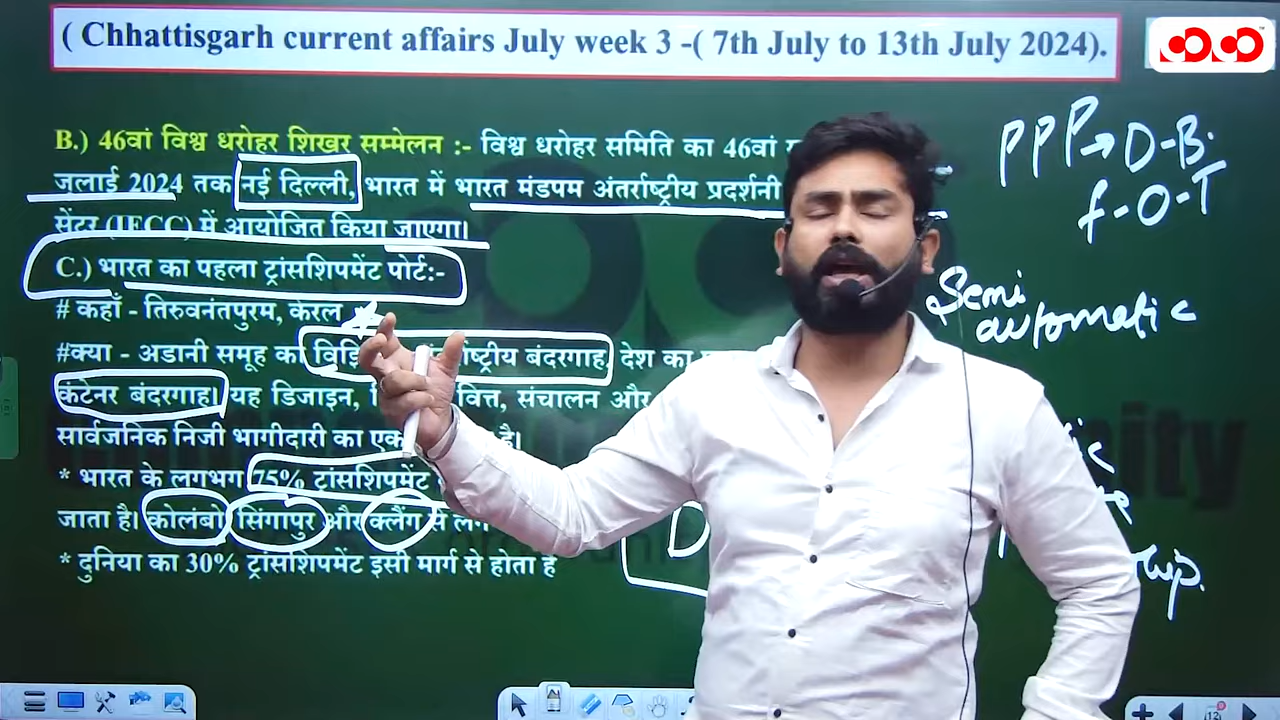 ( Chhattisgarh current affairs July week 3 -( 7th July to 13th July 2024).
B.) 46वां विश्व धरोहर शिखर सम्मेलन :- विश्व धरोहर समिति का 46वां
जुलाई 2024 तक नई दिल्ली, भारत में भारत मंडपम अंतर्राष्ट्रीय प्रदर्शनी
सेंटर (IECC) में आयोजित किया जाएगा।
C.) भारत का पहला ट्रांसशिपमेंट पोर्ट:-
# कहाँ - तिरुवनंतपुरम, केरल
#क्या - अडानी समूह का बंदरगाह, देश का
कंटेनर बंदरगाह। यह डिजाइन, वित्त, संचालन और
सार्वजनिक निजी भागीदारी का एक है।
* भारत के लगभग 75% ट्रांसशिपमेंट
जाता है। कोलंबो, सिंगापुर और क्लैंग से
* दुनिया का 30% ट्रांसशिपमेंट इसी मार्ग से होता है
PPP→D-B.
f-O-T
Semi
automatic
D